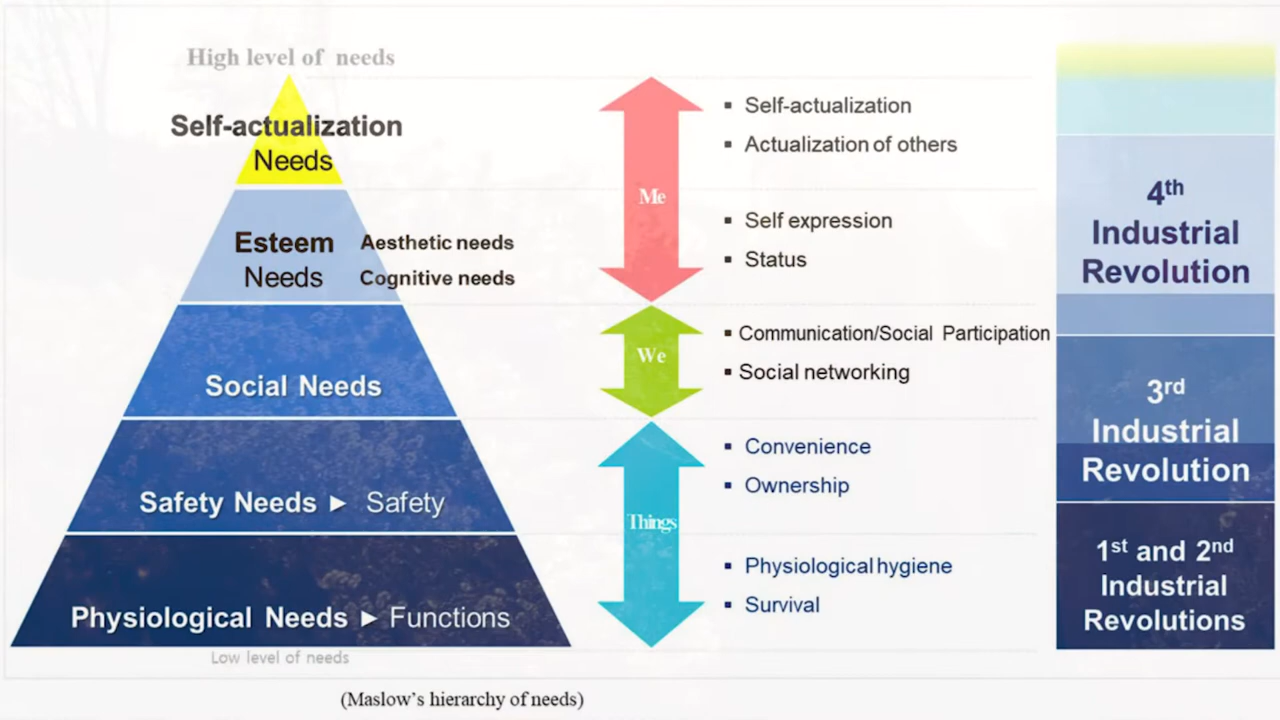 High level of needs
Self-actualization
Needs
Esteem
Needs
Aesthetic needs
Cognitive needs
Social Needs
Safety Needs ► Safety
Physiological Needs ► Functions
Low level of needs
(Maslow's hierarchy of needs)
Me
We
Things
▪ Self-actualization
▪ Actualization of others
▪ Self expression
▪ Status
▪ Communication/Social Participation
▪ Social networking
▪ Convenience
▪ Ownership
▪ Physiological hygiene
▪ Survival
4th
Industrial
Revolution
3rd
Industrial
Revolution
1st and 2nd
Industrial
Revolutions